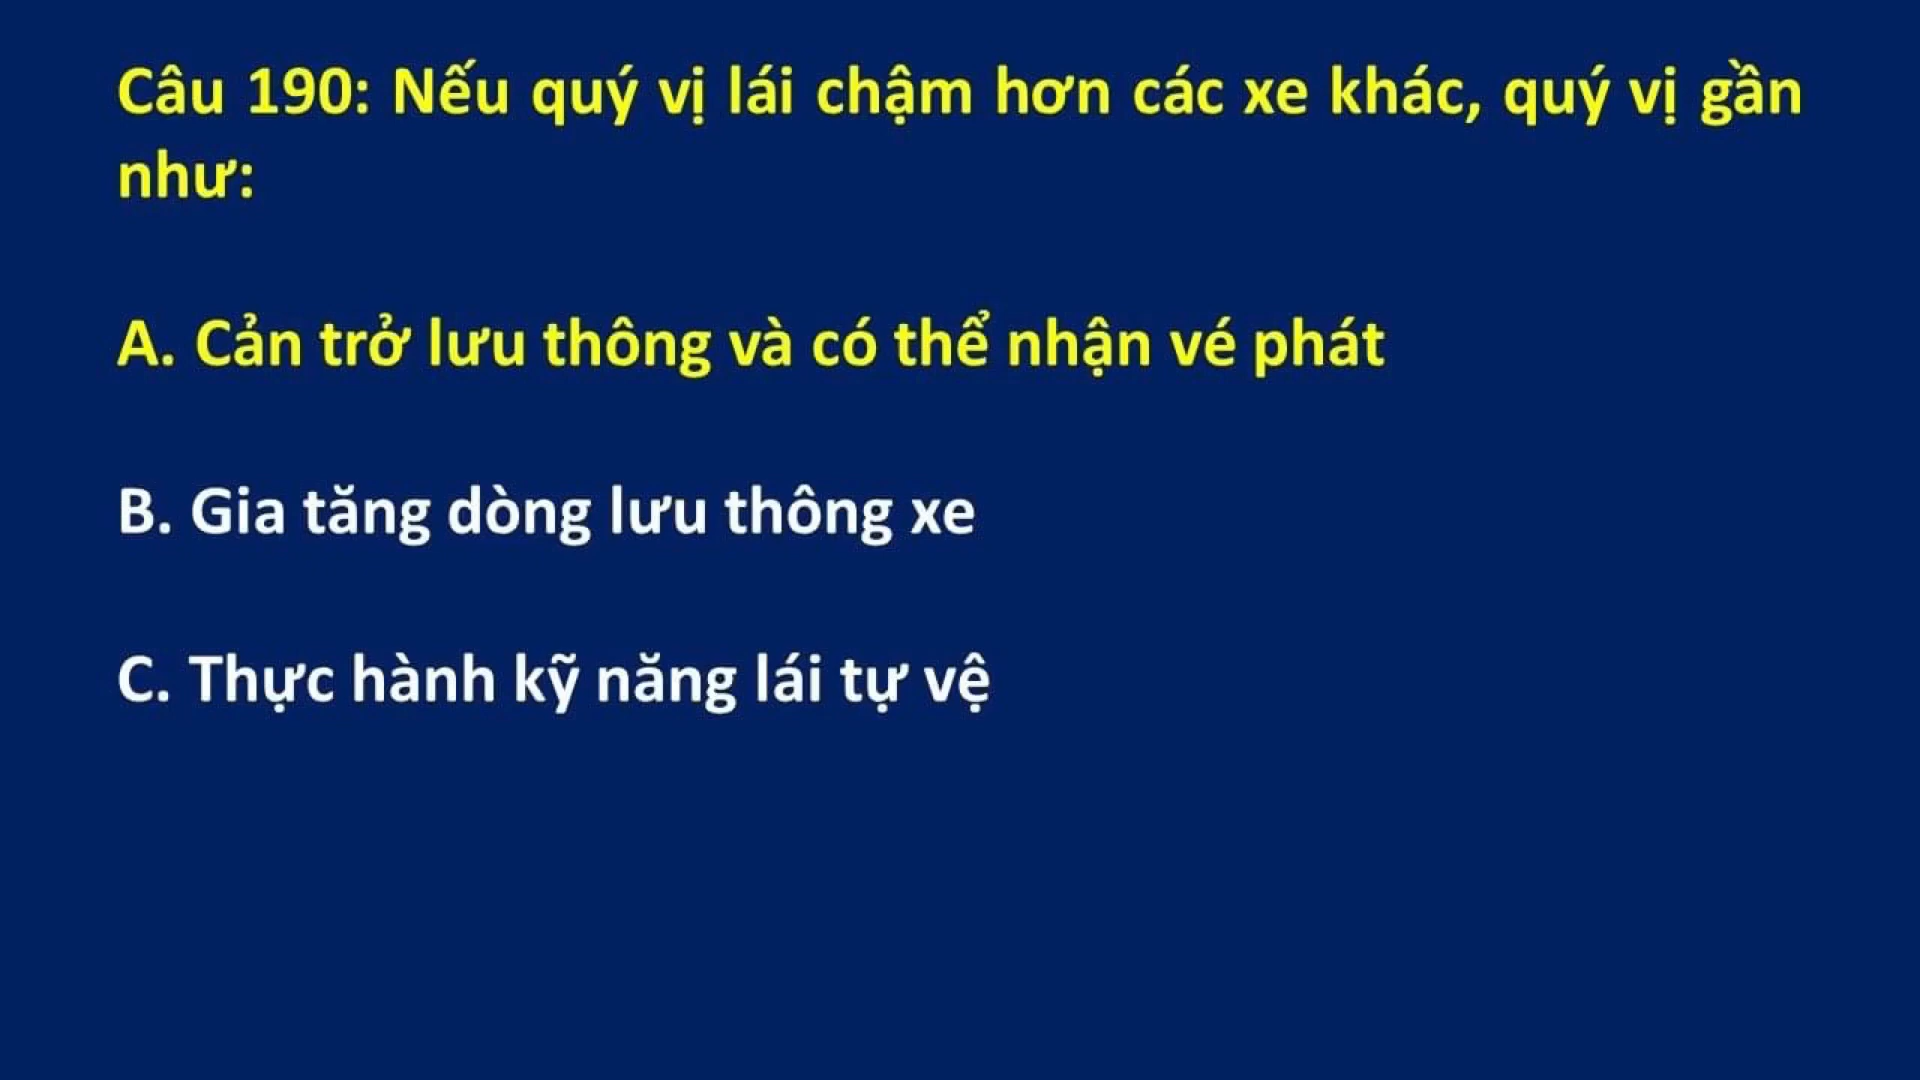 Câu 190: Nếu quý vị lái chậm hơn các xe khác, quý vị gần
như:
A. Cản trở lưu thông và có thể nhận vé phát
B. Gia tăng dòng lưu thông xe
C. Thực hành kỹ năng lái tự vệ